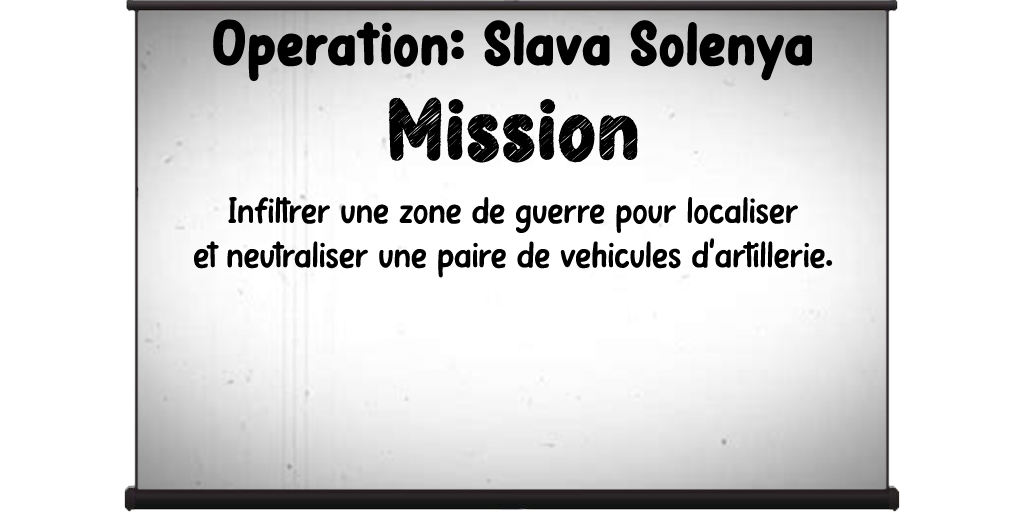 Operation: Slava Solenya
Mission
Infiltrer une zone de guerre pour localiser
et neutraliser une paire de vehicules d'artillerie.